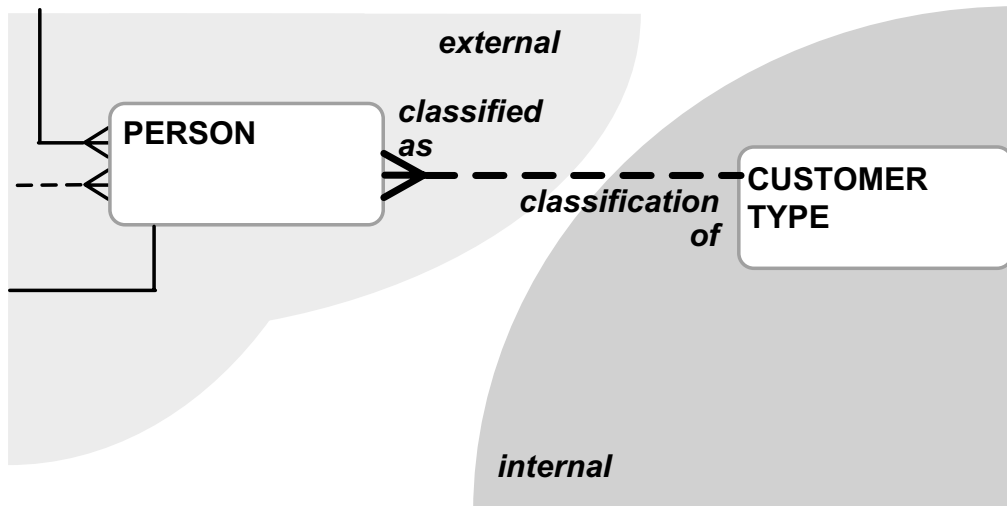 external
classified
as
PERSON
classification
of
CUSTOMER
TYPE
internal